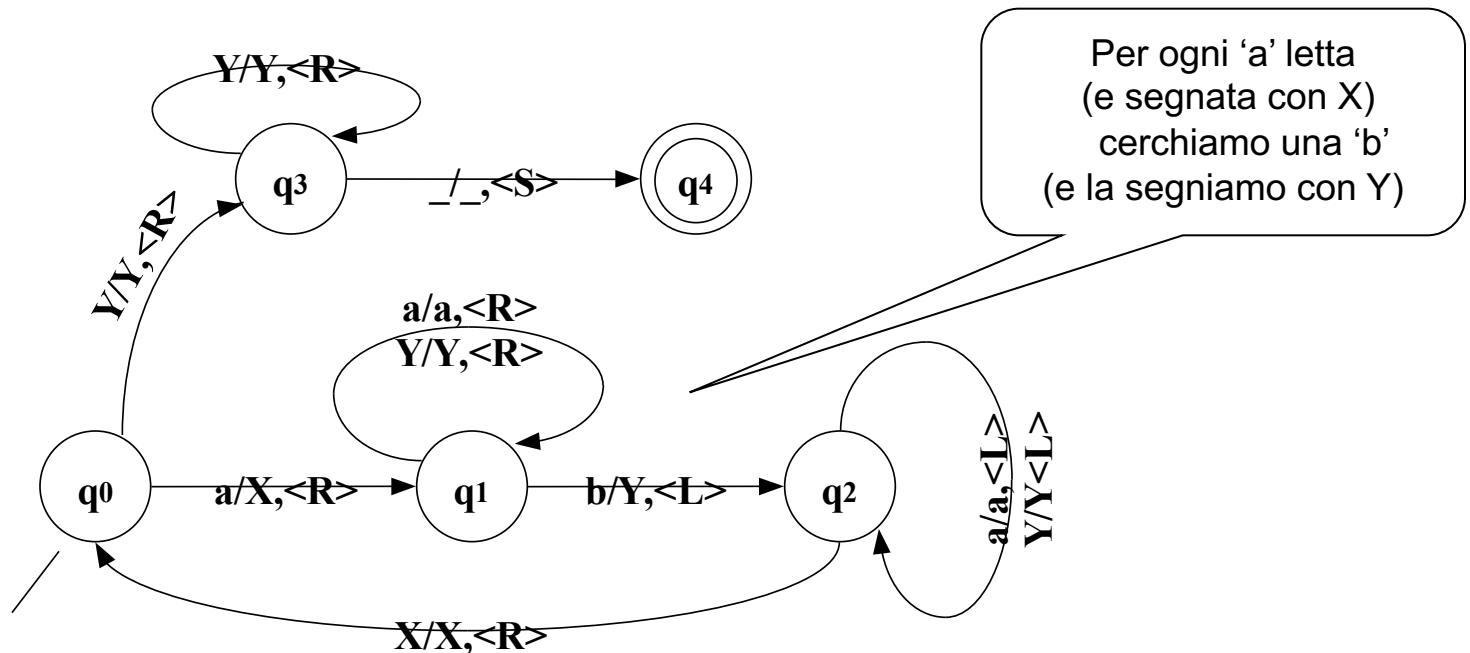 Per ogni ‘a’ letta
(e segnata con X)
cerchiamo una ‘b’
(e la segniamo con Y)
Y/Y,<R>
q3
_/_,<S>
q4
Y/Y,<R>
a/a,<R>
Y/Y,<R>
q0
a/X,<R>
q1
b/Y,<L>
q2
a/a,<L>
Y/Y<L>
X/X,<R>